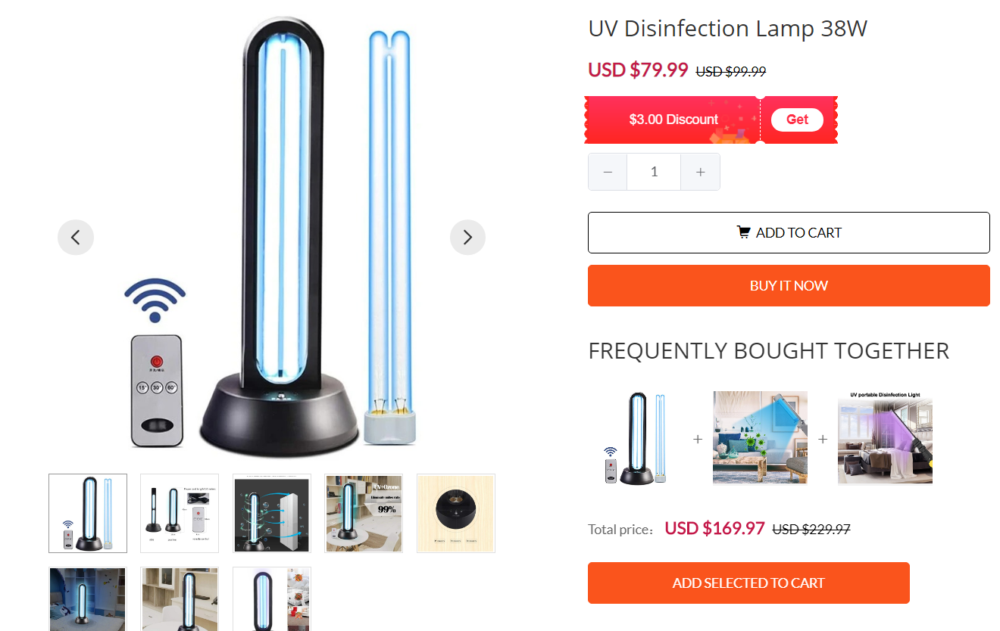 UV Disinfection Lamp 38W
USD $79.99 USD $99.99
$3.00 Discount Get
1
ADD TO CART
BUY IT NOW
FREQUENTLY BOUGHT TOGETHER
15" 30" 60"
UV portable Disinfection Light
Total price: USD $169.97 USD $229.97
ADD SELECTED TO CART
UV+Ozone
99%